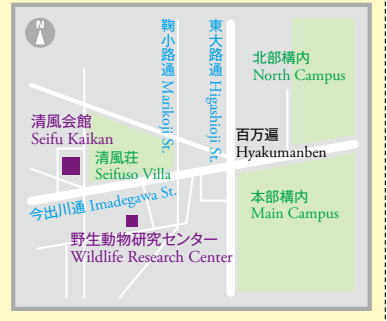 N
鞠小路通 Marikoji St.
東大路通 Higashioji St.
北部構内
North Campus
清風会館
Seifu Kaikan
清風荘
Seifuso Villa
百万遍
Hyakumanben
今出川通 Imadegawa St.
本部構内
Main Campus
野生動物研究センター
Wildlife Research Center